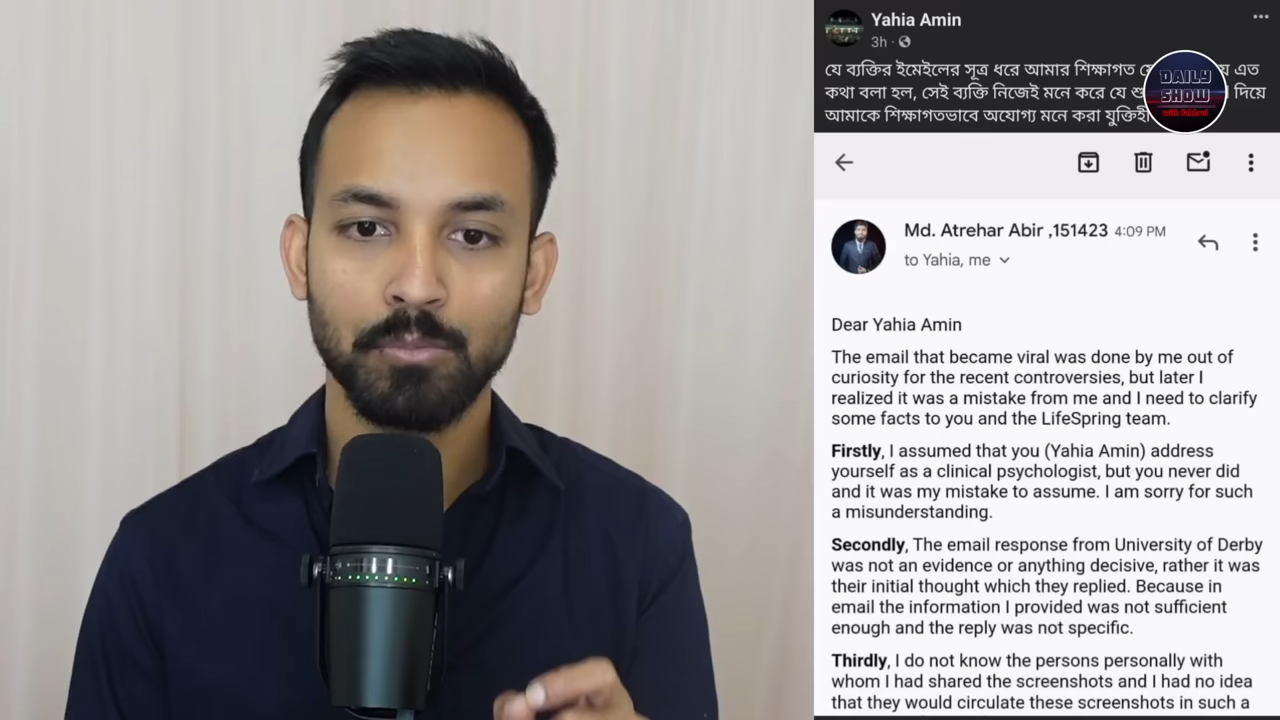 Yahia Amin
3h
যে ব্যক্তির ইমেইলের সূত্র ধরে আমার শিক্ষাগত এত
কথা বলা হল, সেই ব্যক্তি নিজেই মনে করে যে দিয়ে
আমাকে শিক্ষাগতভাবে অযোগ্য মনে করা
DAILY
SHOW
Md. Atrehar Abir ,151423 4:09 PM
to Yahia, me
Dear Yahia Amin
The email that became viral was done by me out of
curiosity for the recent controversies, but later I
realized it was a mistake from me and I need to clarify
some facts to you and the LifeSpring team.
Firstly, I assumed that you (Yahia Amin) address
yourself as a clinical psychologist, but you never did
and it was my mistake to assume. I am sorry for such
a misunderstanding.
Secondly, The email response from University of Derby
was not an evidence or anything decisive, rather it was
their initial thought which they replied. Because in
email the information I provided was not sufficient
enough and the reply was not specific.
Thirdly, I do not know the persons personally with
whom I had shared the screenshots and I had no idea
that they would circulate these screenshots in such a